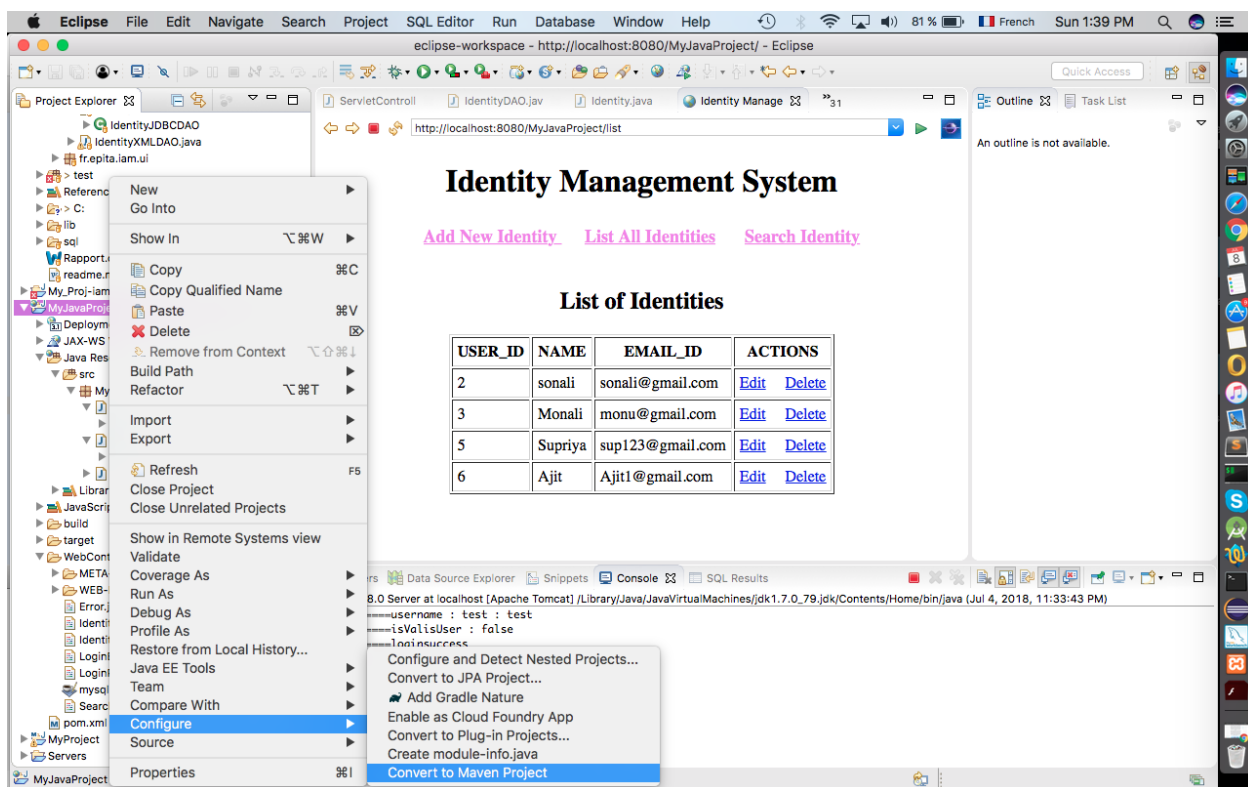 Eclipse File Edit Navigate Search Project SQL Editor Run Database Window Help 81 % French Sun 1:39 PM
eclipse-workspace - http://localhost:8080/MyJavaProject/ - Eclipse
Quick Access
Project Explorer
ServletControll IdentityDAO.jav Identity.java Identity Manage 31
Outline Task List
IdentityJDBCDAO
IdentityXMLDAO.java
fr.epita.iam.ui
> test
Referenc
> C:
lib
sql
Rapport.
readme.r
My_Proj-iam
MyJavaProje
Deploym
JAX-WS
Java Res
src
My
Librar
JavaScrip
build
target
WebCont
META
WEB-
Error.j
Identi
Identi
Login
Login
mysql
Searc
pom.xml
MyProject
Servers
MyJavaProject
New
Go Into
Show In ⌥⌘W
Copy ⌘C
Copy Qualified Name
Paste ⌘V
Delete ⌦
Remove from Context ⌥⇧⌘↓
Build Path
Refactor ⌥⌘T
Import
Export
Refresh F5
Close Project
Close Unrelated Projects
Show in Remote Systems view
Validate
Coverage As
Run As
Debug As
Profile As
Restore from Local History...
Java EE Tools
Team
Compare With
Configure
Source
Properties ⌘I
Configure and Detect Nested Projects...
Convert to JPA Project...
Add Gradle Nature
Enable as Cloud Foundry App
Convert to Plug-in Projects...
Create module-info.java
Convert to Maven Project
http://localhost:8080/MyJavaProject/list
Identity Management System
Add New Identity List All Identities Search Identity
List of Identities
USER_ID NAME EMAIL_ID ACTIONS
2 sonali sonali@gmail.com Edit Delete
3 Monali monu@gmail.com Edit Delete
5 Supriya sup123@gmail.com Edit Delete
6 Ajit Ajit1@gmail.com Edit Delete
An outline is not available.
ers Data Source Explorer Snippets Console SQL Results
8.0 Server at localhost [Apache Tomcat] /Library/Java/JavaVirtualMachines/jdk1.7.0_79.jdk/Contents/Home/bin/java (Jul 4, 2018, 11:33:43 PM)
====username : test : test
====isValisUser : false
====loginsuccess
8